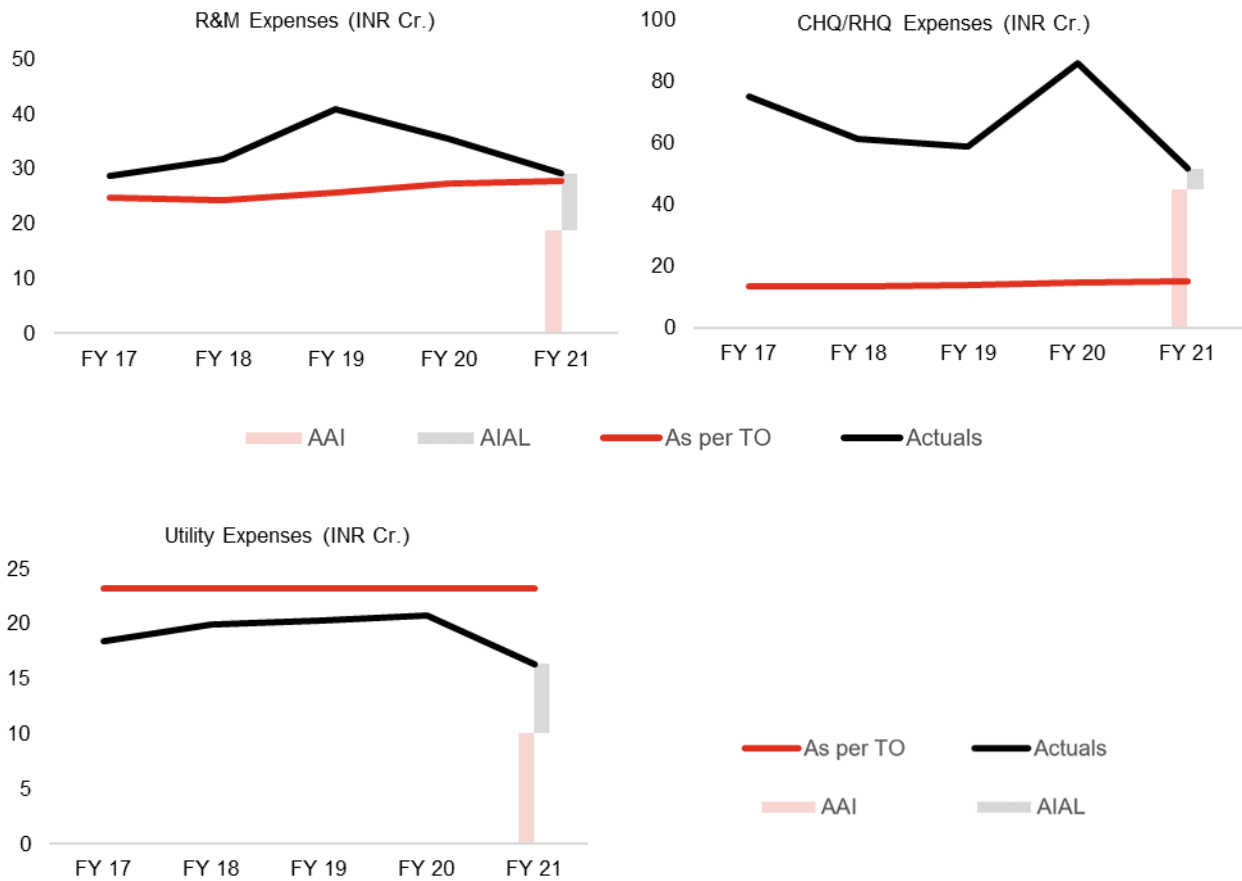 R&M Expenses (INR Cr.)
50
40
30
20
10
0
FY 17 FY 18 FY 19 FY 20 FY 21
CHQ/RHQ Expenses (INR Cr.)
100
80
60
40
20
0
FY 17 FY 18 FY 19 FY 20 FY 21
AAI AIAL As per TO Actuals
Utility Expenses (INR Cr.)
25
20
15
10
5
0
FY 17 FY 18 FY 19 FY 20 FY 21
As per TO Actuals
AAI AIAL